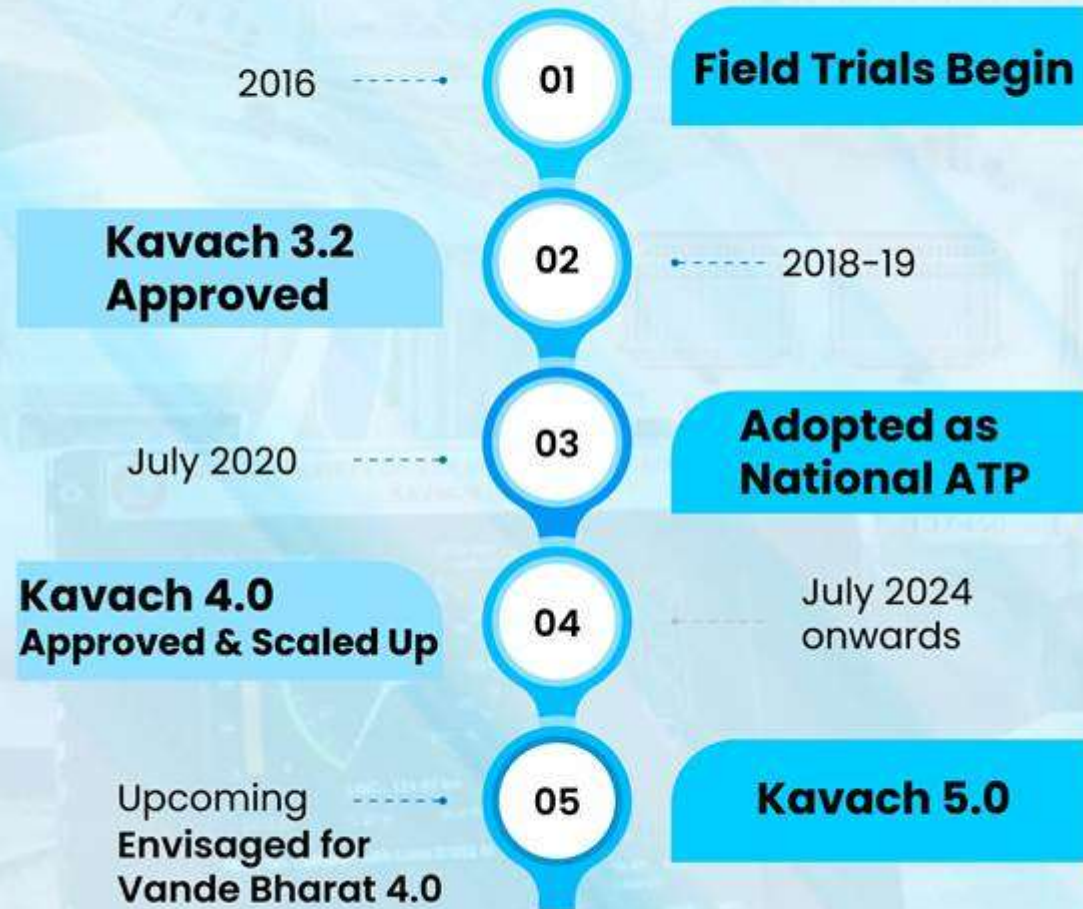 2016
01
Field Trials Begin
Kavach 3.2
Approved
02
2018-19
July 2020
03
Adopted as
National ATP
Kavach 4.0
Approved & Scaled Up
04
July 2024
onwards
Upcoming
Envisaged for
Vande Bharat 4.0
05
Kavach 5.0